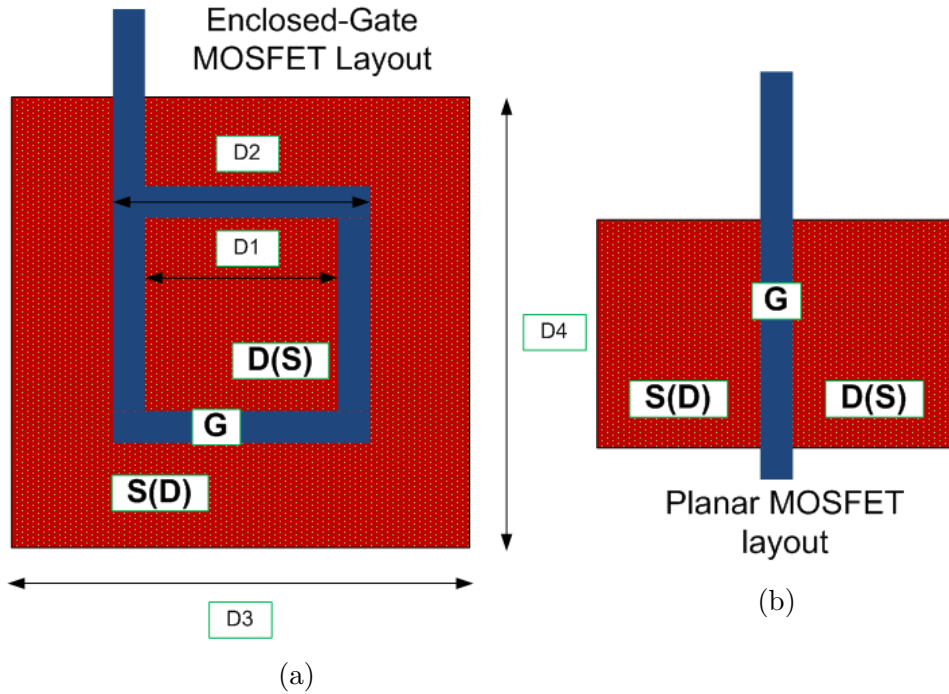 Enclosed-Gate
MOSFET Layout
D2
D1
D(S)
G
S(D)
D4
D3
(a)
G
S(D)
D(S)
Planar MOSFET
layout
(b)